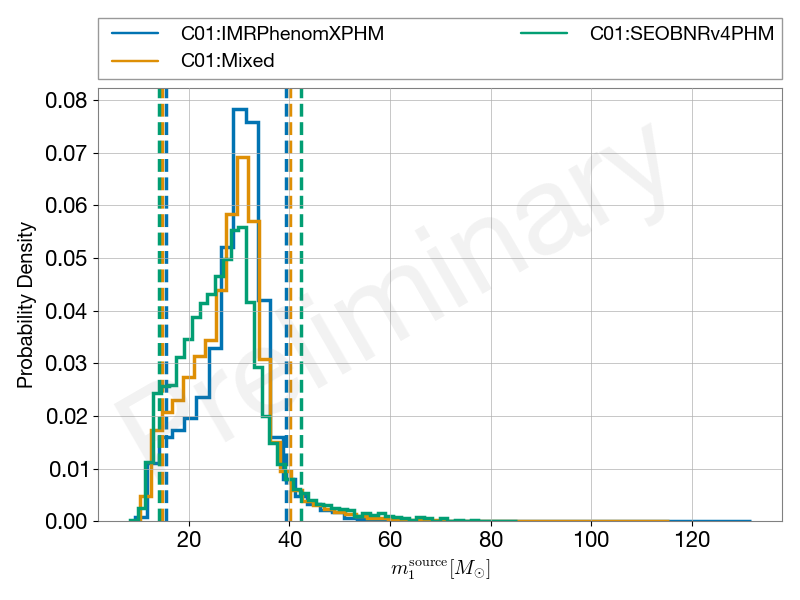 C01:IMRPhenomXPHM
C01:Mixed
C01:SEOBNRv4PHM
Preliminary
Probability Density
0.08
0.07
0.06
0.05
0.04
0.03
0.02
0.01
0.00
20 40 60 80 100 120
m₁^source [M☉]